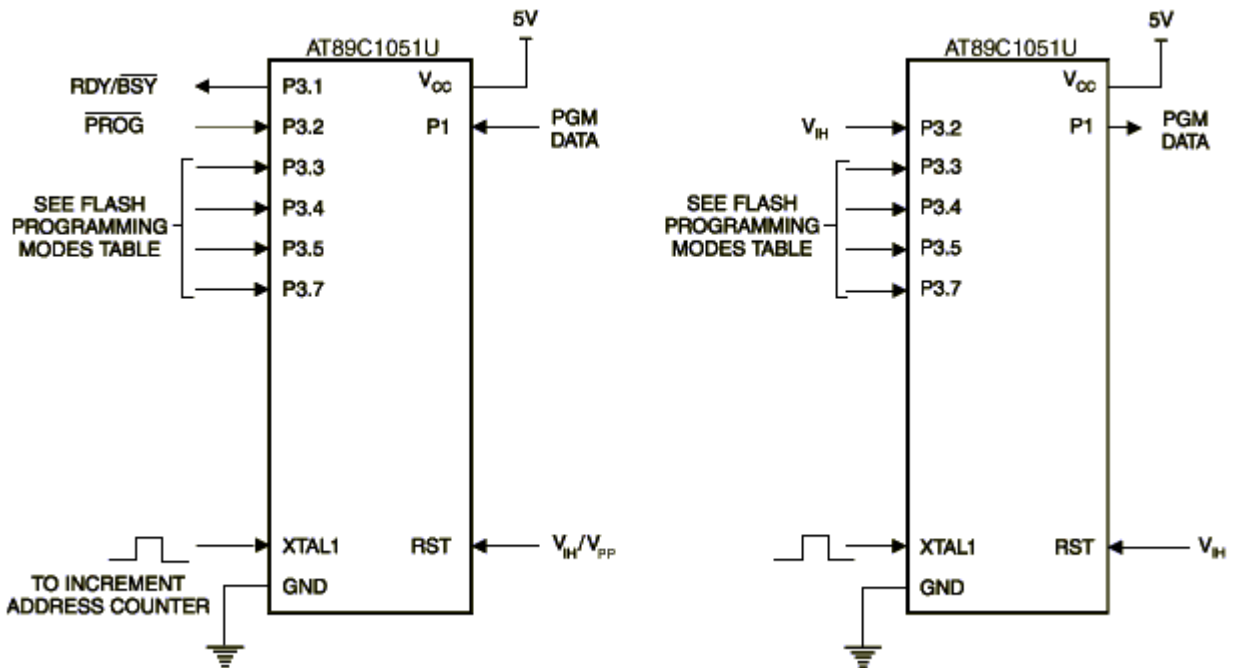 AT89C1051U
5V
RDY/BSY
P3.1
VCC
PROG
P3.2
P1
PGM
DATA
SEE FLASH
PROGRAMMING
MODES TABLE
P3.3
P3.4
P3.5
P3.7
XTAL1
RST
VIH/VPP
TO INCREMENT
ADDRESS COUNTER
GND
AT89C1051U
5V
VCC
VIH
P3.2
P1
PGM
DATA
SEE FLASH
PROGRAMMING
MODES TABLE
P3.3
P3.4
P3.5
P3.7
XTAL1
RST
VIH
GND